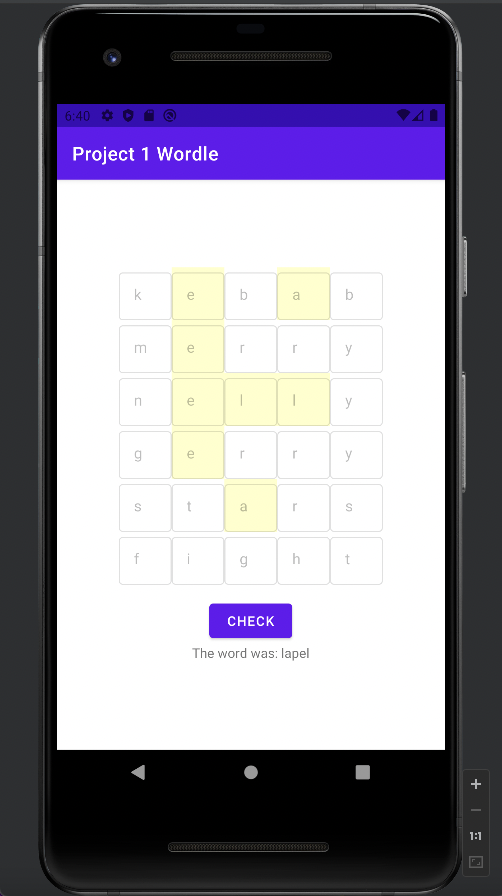 6:40
Project 1 Wordle
k e b a b
m e r r y
n e l l y
g e r r y
s t a r s
f i g h t
CHECK
The word was: lapel
1:1